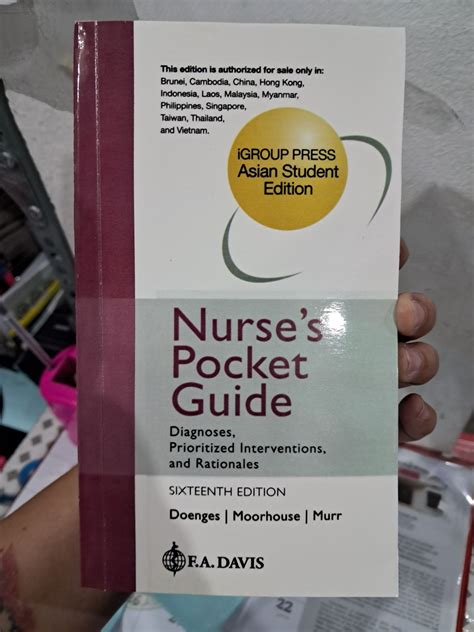 This edition is authorized for sale only in:
Brunei, Cambodia, China, Hong Kong,
Indonesia, Laos, Malaysia, Myanmar,
Philippines, Singapore,
Taiwan, Thailand,
and Vietnam.
iGROUP PRESS
Asian Student
Edition
Nurse's
Pocket
Guide
Diagnoses,
Prioritized Interventions,
and Rationales
SIXTEENTH EDITION
Doenges | Moorhouse | Murr
F.A. DAVIS
22